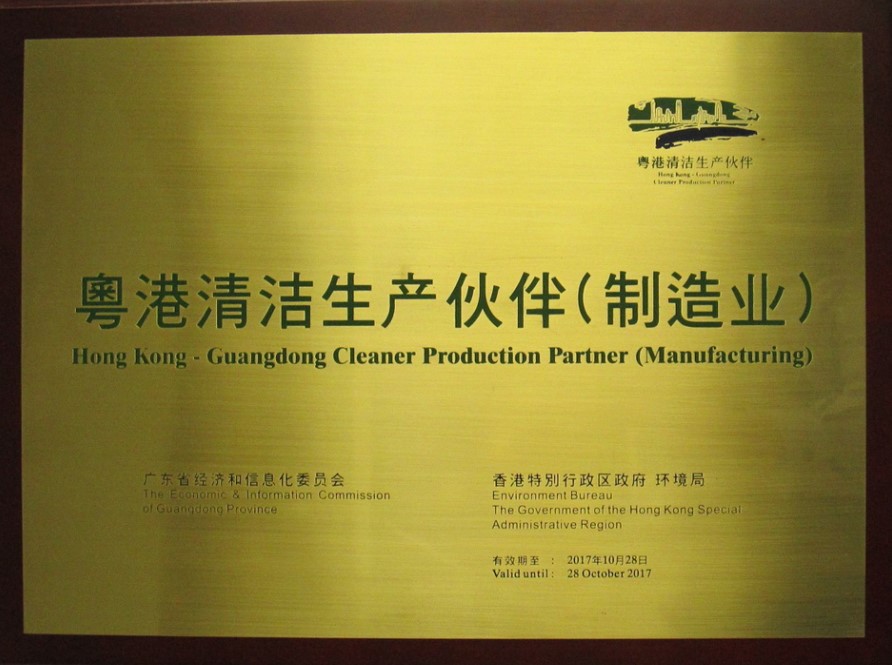 粤港清洁生产伙伴
Hong Kong - Guangdong
Cleaner Production Partner
粤港清洁生产伙伴(制造业)
Hong Kong - Guangdong Cleaner Production Partner (Manufacturing)
广东省经济和信息化委员会
The Economic & Information Commission
of Guangdong Province
香港特别行政区政府 环境局
Environment Bureau
The Government of the Hong Kong Special
Administrative Region
有效期至 : 2017年10月28日
Valid until : 28 October 2017